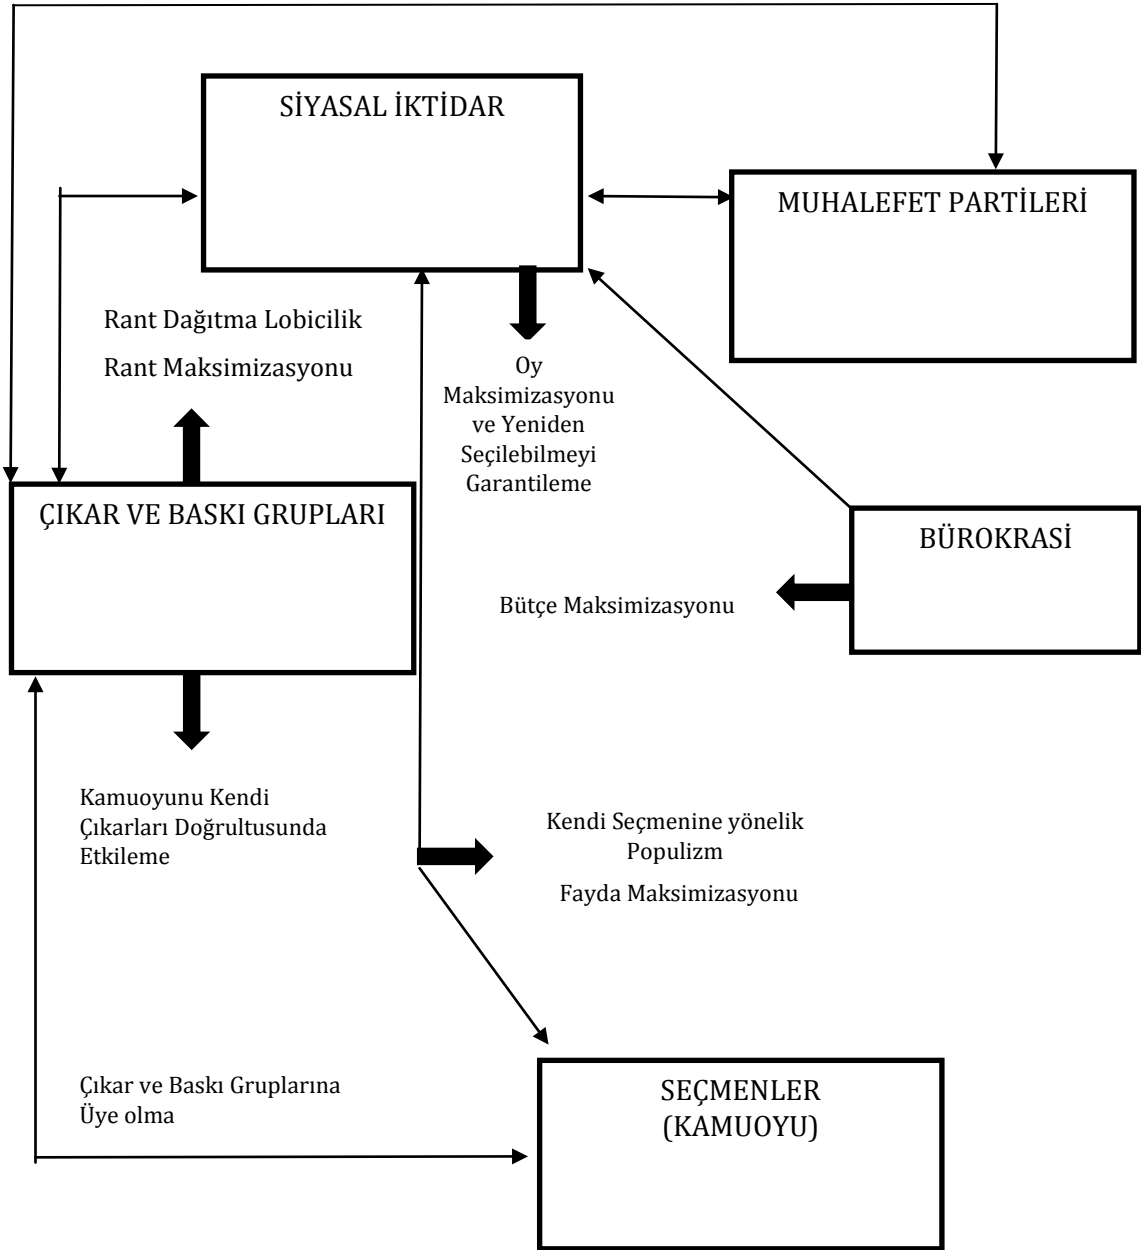 SİYASAL İKTİDAR
MUHALEFET PARTİLERİ
Rant Dağıtma Lobicilik
Rant Maksimizasyonu
Oy
Maksimizasyonu
ve Yeniden
Seçilebilmeyi
Garantileme
ÇIKAR VE BASKI GRUPLARI
BÜROKRASİ
Bütçe Maksimizasyonu
Kamuoyunu Kendi
Çıkarları Doğrultusunda
Etkileme
Kendi Seçmenine yönelik
Populizm
Fayda Maksimizasyonu
Çıkar ve Baskı Gruplarına
Üye olma
SEÇMENLER
(KAMUOYU)